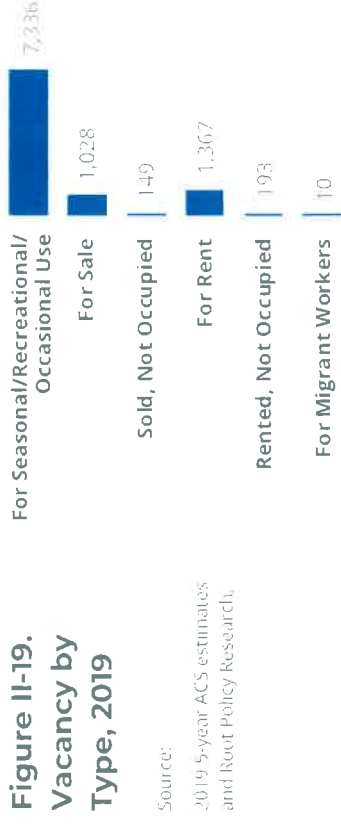 Figure II-19.
Vacancy by
Type, 2019
Source:
2019 5-year ACS estimates
and Root Policy Research.
For Seasonal/Recreational/
Occasional Use
7,336
For Sale
1,028
Sold, Not Occupied
149
For Rent
1,367
Rented, Not Occupied
193
For Migrant Workers
10